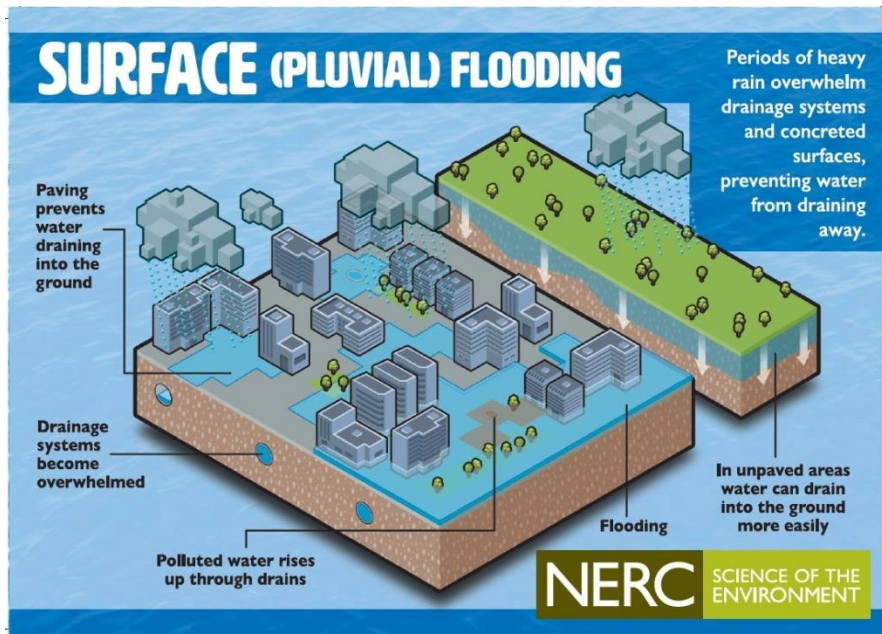 SURFACE (PLUVIAL) FLOODING
Periods of heavy
rain overwhelm
drainage systems
and concreted
surfaces,
preventing water
from draining
away.
Paving
prevents
water
draining
into the
ground
Drainage
systems
become
overwhelmed
Polluted water rises
up through drains
Flooding
In unpaved areas
water can drain
into the ground
more easily
NERC
SCIENCE OF THE
ENVIRONMENT